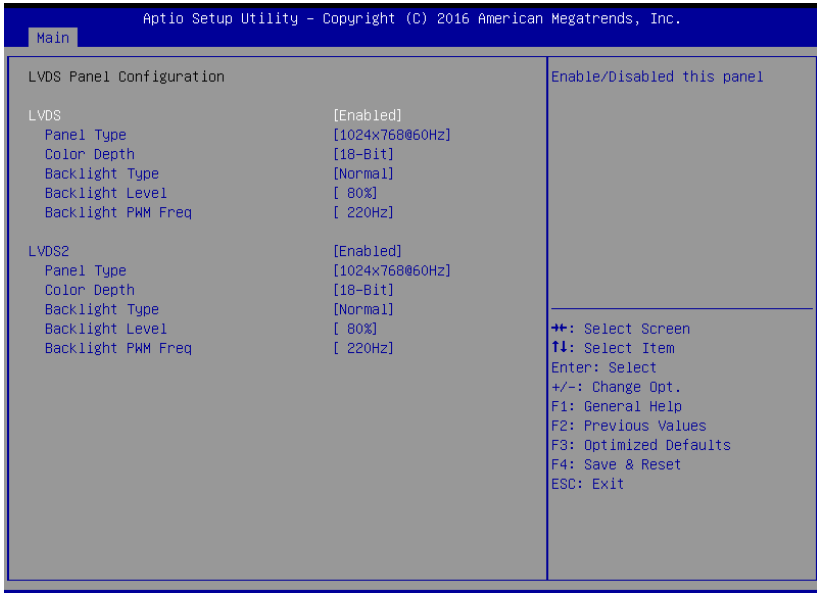 Aptio Setup Utility – Copyright (C) 2016 American Megatrends, Inc.
Main
LVDS Panel Configuration
LVDS [Enabled]
Panel Type [1024x768@60Hz]
Color Depth [18-Bit]
Backlight Type [Normal]
Backlight Level [ 80%]
Backlight PWM Freq [ 220Hz]
LVDS2 [Enabled]
Panel Type [1024x768@60Hz]
Color Depth [18-Bit]
Backlight Type [Normal]
Backlight Level [ 80%]
Backlight PWM Freq [ 220Hz]
Enable/Disabled this panel
→←: Select Screen
↑↓: Select Item
Enter: Select
+/-: Change Opt.
F1: General Help
F2: Previous Values
F3: Optimized Defaults
F4: Save & Reset
ESC: Exit